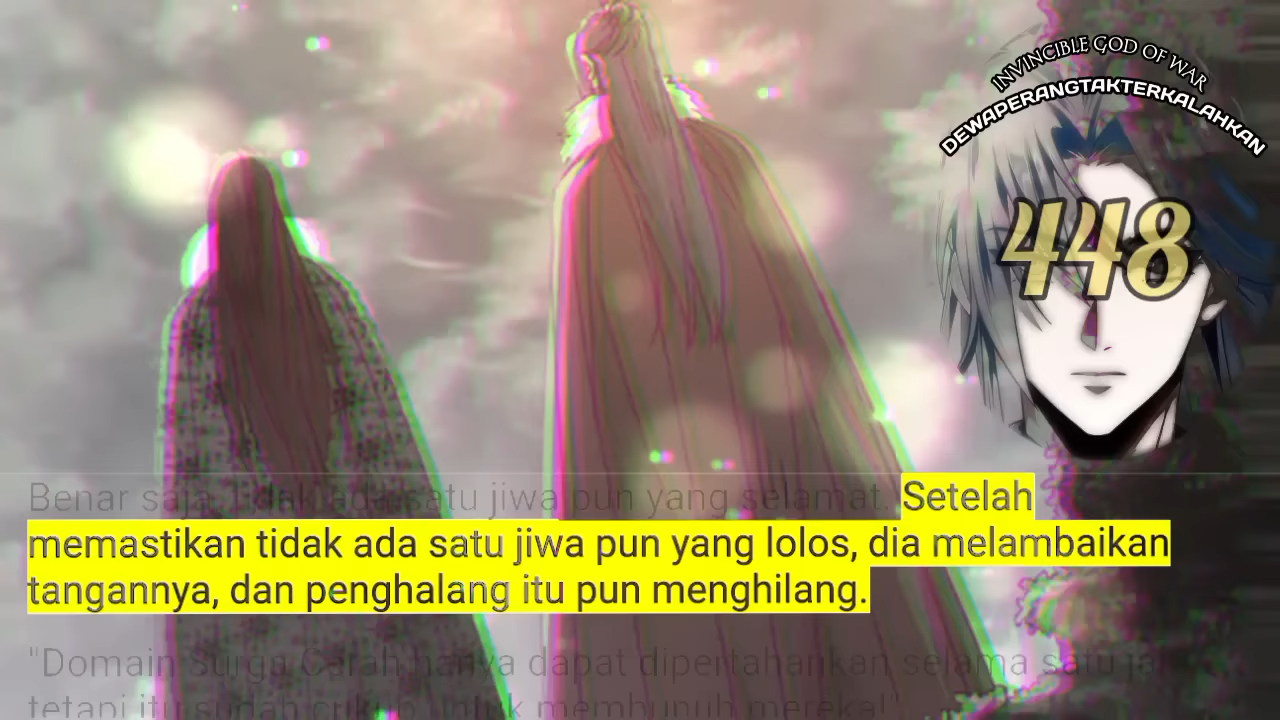 INVINCIBLE GOD OF WAR
DEWAPERANGTAKTERKALAHKAN
448
Benar saja, tidak ada satu jiwa pun yang selamat. Setelah
memastikan tidak ada satu jiwa pun yang lolos, dia melambaikan
tangannya, dan penghalang itu pun menghilang.
"Domain Surga Cerah hanya dapat dipertahankan selama satu
tetapi itu sudah cukup untuk membunuh mereka!"